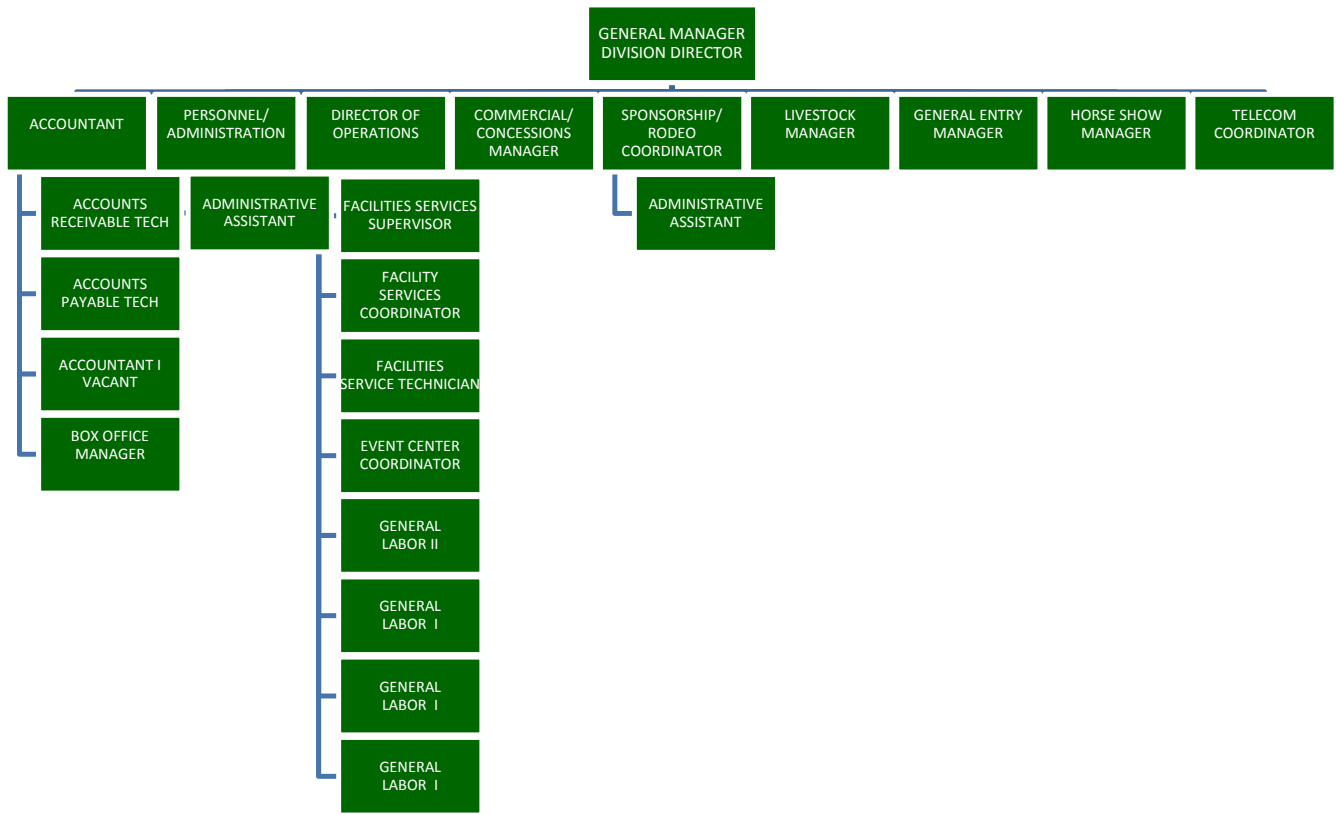 GENERAL MANAGER
DIVISION DIRECTOR
ACCOUNTANT
PERSONNEL/
ADMINISTRATION
DIRECTOR OF
OPERATIONS
COMMERCIAL/
CONCESSIONS
MANAGER
SPONSORSHIP/
RODEO
COORDINATOR
LIVESTOCK
MANAGER
GENERAL ENTRY
MANAGER
HORSE SHOW
MANAGER
TELECOM
COORDINATOR
ACCOUNTS
RECEIVABLE TECH
ACCOUNTS
PAYABLE TECH
ACCOUNTANT I
VACANT
BOX OFFICE
MANAGER
ADMINISTRATIVE
ASSISTANT
FACILITIES SERVICES
SUPERVISOR
FACILITY
SERVICES
COORDINATOR
FACILITIES
SERVICE TECHNICIAN
EVENT CENTER
COORDINATOR
GENERAL
LABOR II
GENERAL
LABOR I
GENERAL
LABOR I
GENERAL
LABOR I
ADMINISTRATIVE
ASSISTANT